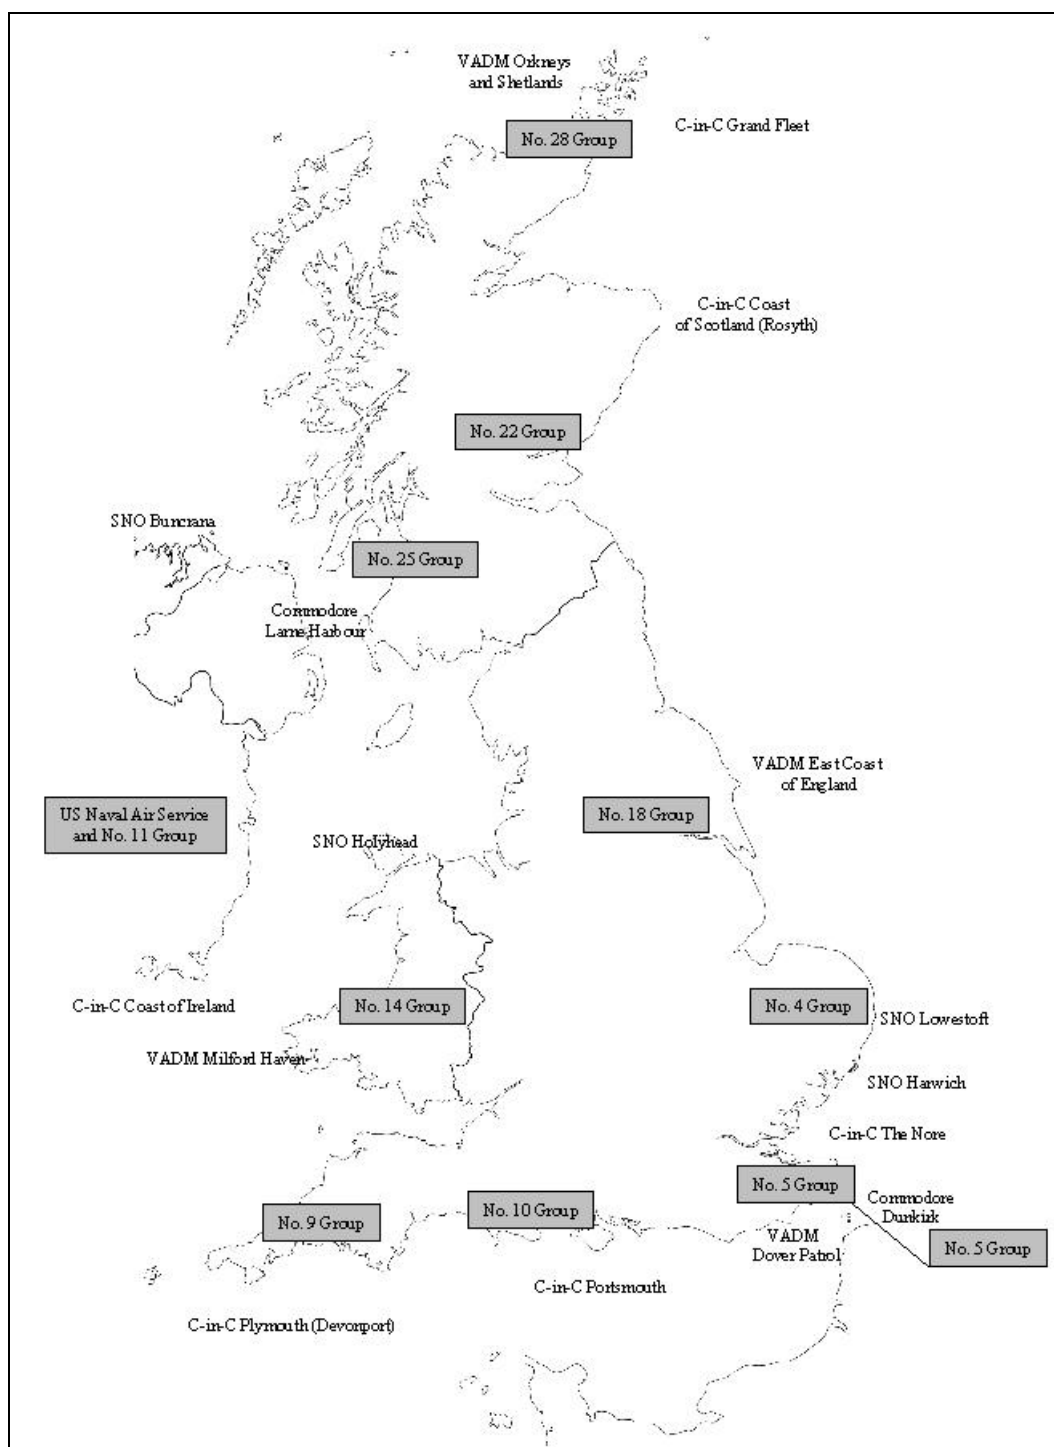 VADM Orkneys
and Shetlands
C-in-C Grand Fleet
No. 28 Group
C-in-C Coast
of Scotland (Rosyth)
No. 22 Group
SNO Buncrana
No. 25 Group
Commodore
Larne Harbour
VADM East Coast
of England
US Naval Air Service
and No. 11 Group
No. 18 Group
SNO Holyhead
C-in-C Coast of Ireland
No. 14 Group
No. 4 Group
SNO Lowestoft
VADM Milford Haven
SNO Harwich
C-in-C The Nore
No. 5 Group
Commodore
Dunkirk
No. 9 Group
No. 10 Group
VADM
Dover Patrol
No. 5 Group
C-in-C Portsmouth
C-in-C Plymouth (Devonport)